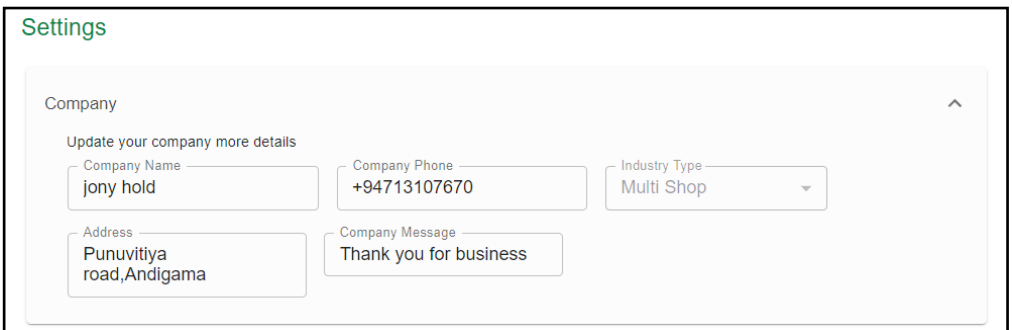 Settings
Company
Update your company more details
Company Name
jony hold
Company Phone
+94713107670
Industry Type
Multi Shop
Address
Punuvitiya
road,Andigama
Company Message
Thank you for business